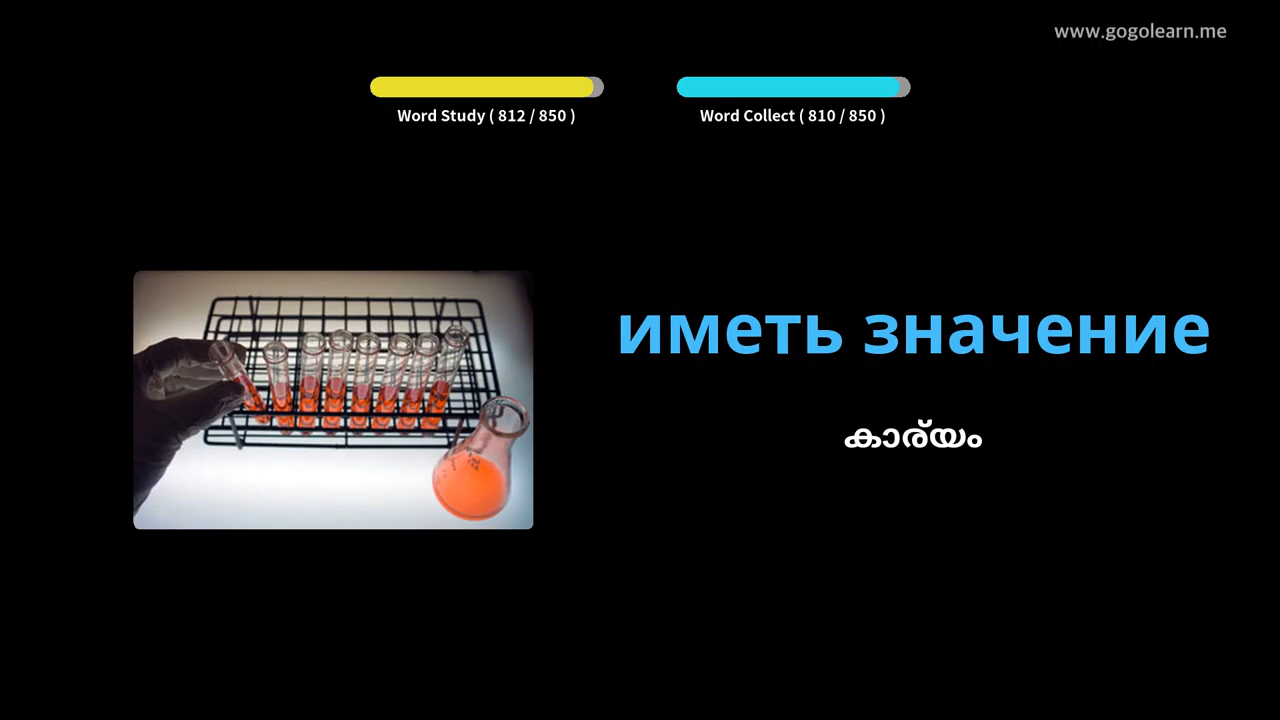 www.gogolearn.me
Word Study ( 812 / 850 )
Word Collect ( 810 / 850 )
иметь значение
കാര്യം